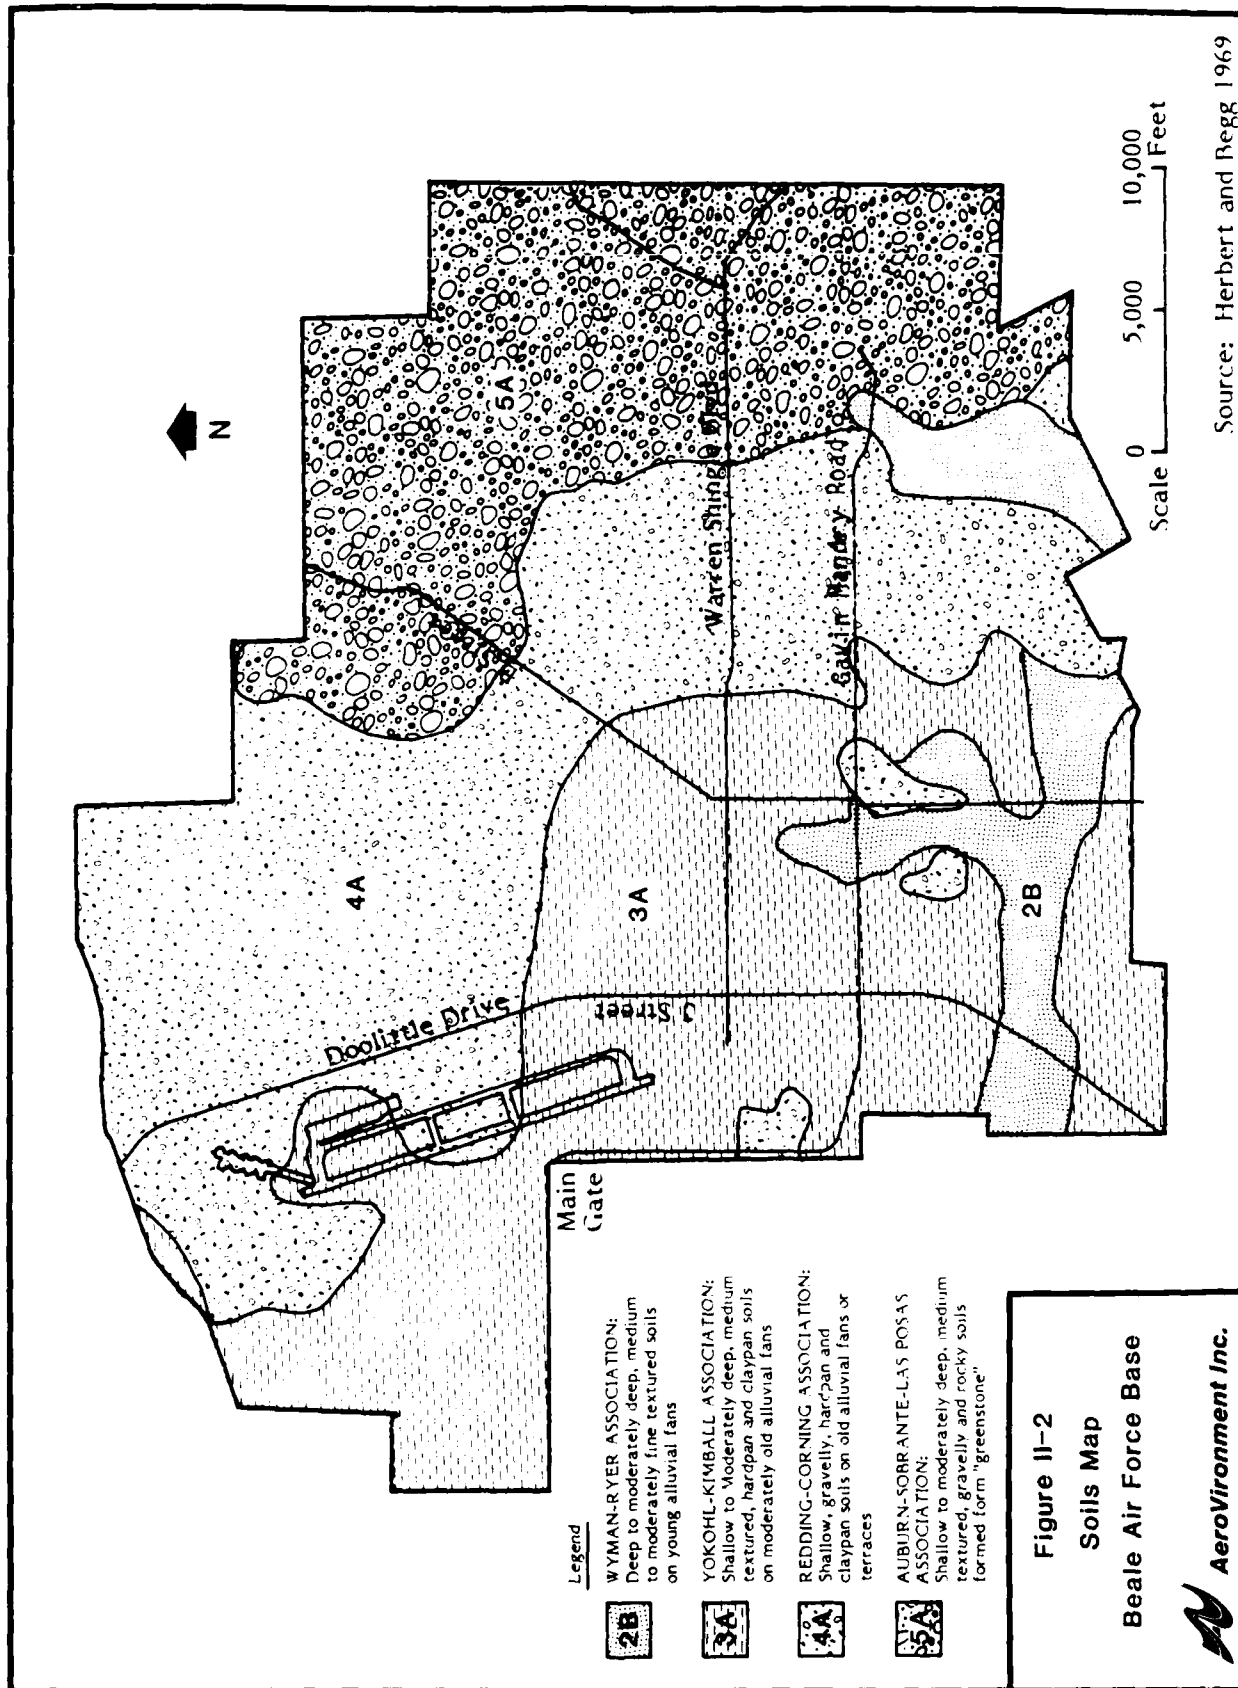 N
5A
4A
3A
2B
Warren Shingle Blvd.
Gavin Mandry Road
Doolittle Drive
J Street
Main
Gate
0 5,000 10,000
Scale Feet
Source: Herbert and Begg 1969
Legend
2B
WYMAN-RYER ASSOCIATION:
Deep to moderately deep, medium
to moderately fine textured soils
on young alluvial fans
3A
YOKOHL-KIMBALL ASSOCIATION:
Shallow to Moderately deep, medium
textured, hardpan and claypan soils
on moderately old alluvial fans
4A
REDDING-CORNING ASSOCIATION:
Shallow, gravelly, hardpan and
claypan soils on old alluvial fans or
terraces
5A
AUBURN-SOBRANTE-LAS POSAS
ASSOCIATION:
Shallow to moderately deep, medium
textured, gravelly and rocky soils
formed form "greenstone"
Figure II-2
Soils Map
Beale Air Force Base
AeroVironment Inc.